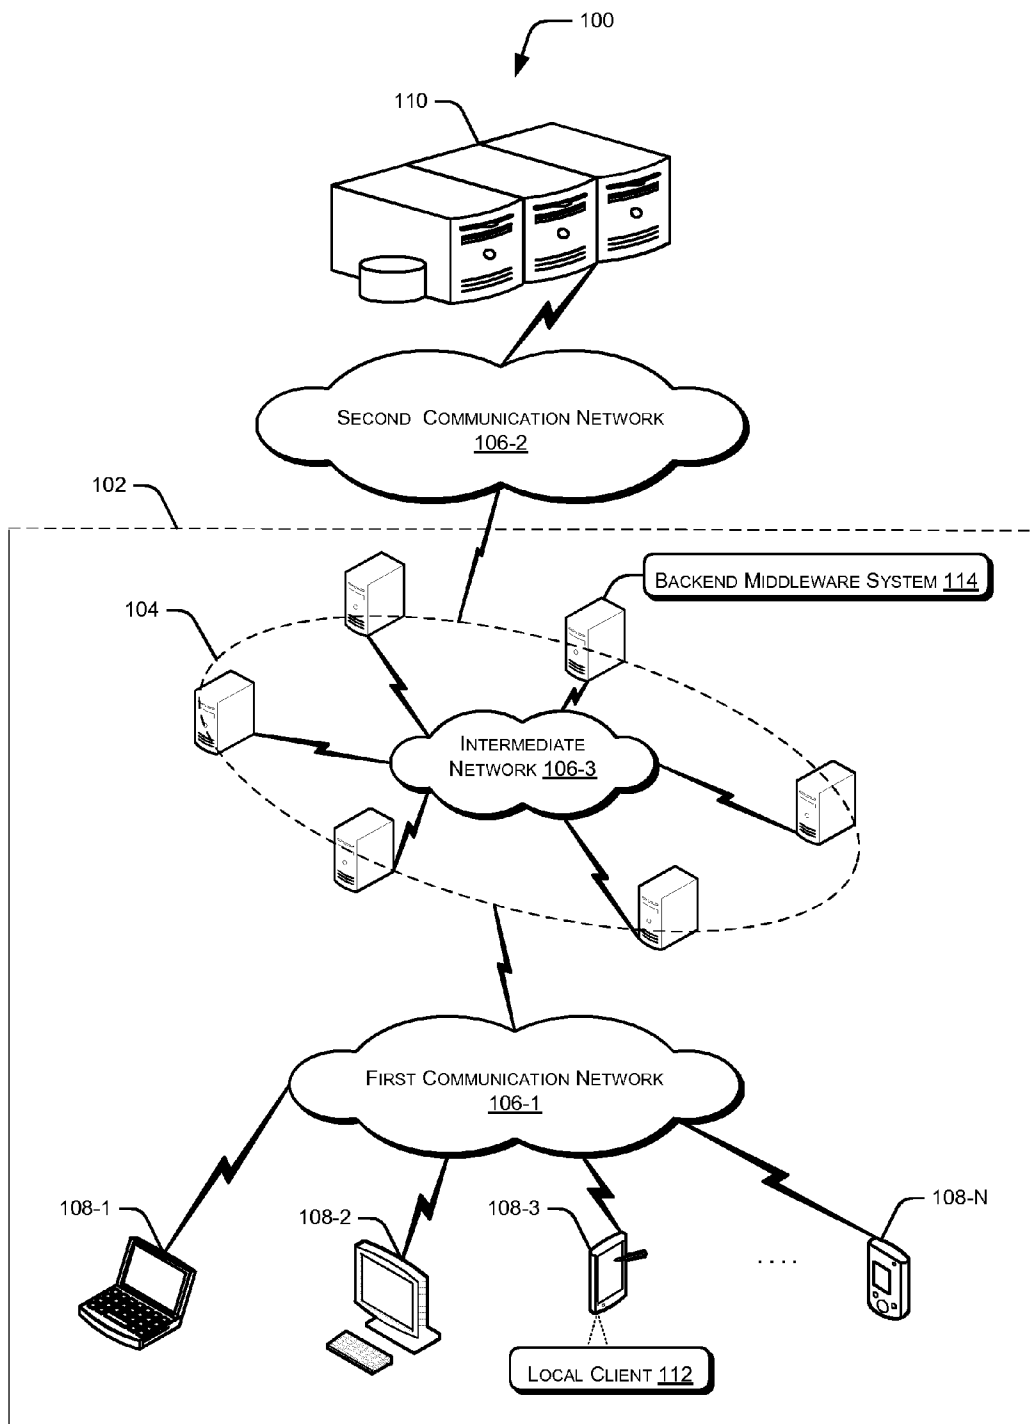 100
110
SECOND COMMUNICATION NETWORK
106-2
102
BACKEND MIDDLEWARE SYSTEM 114
104
INTERMEDIATE
NETWORK 106-3
FIRST COMMUNICATION NETWORK
106-1
108-1
108-2
108-3
108-N
....
LOCAL CLIENT 112